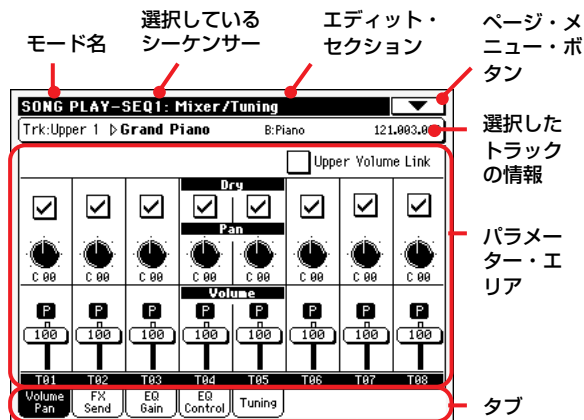 モード名
選択している
シーケンサー
エディット・
セクション
ページ・メ
ニュー・ボ
タン
SONG PLAY-SEQ1: Mixer/Tuning
Trk:Upper 1 ▷Grand Piano B:Piano 121.003.0
選択した
トラック
の情報
Upper Volume Link
Dry
Pan
C 00 C 00 C 00 C 00 C 00 C 00 C 00 C 00
Volume
P P P P P P P P
100 100 100 100 100 100 100 100
T01 T02 T03 T04 T05 T06 T07 T08
パラメー
ター・エ
リア
Volume Pan
FX Send
EQ Gain
EQ Control
Tuning
タブ